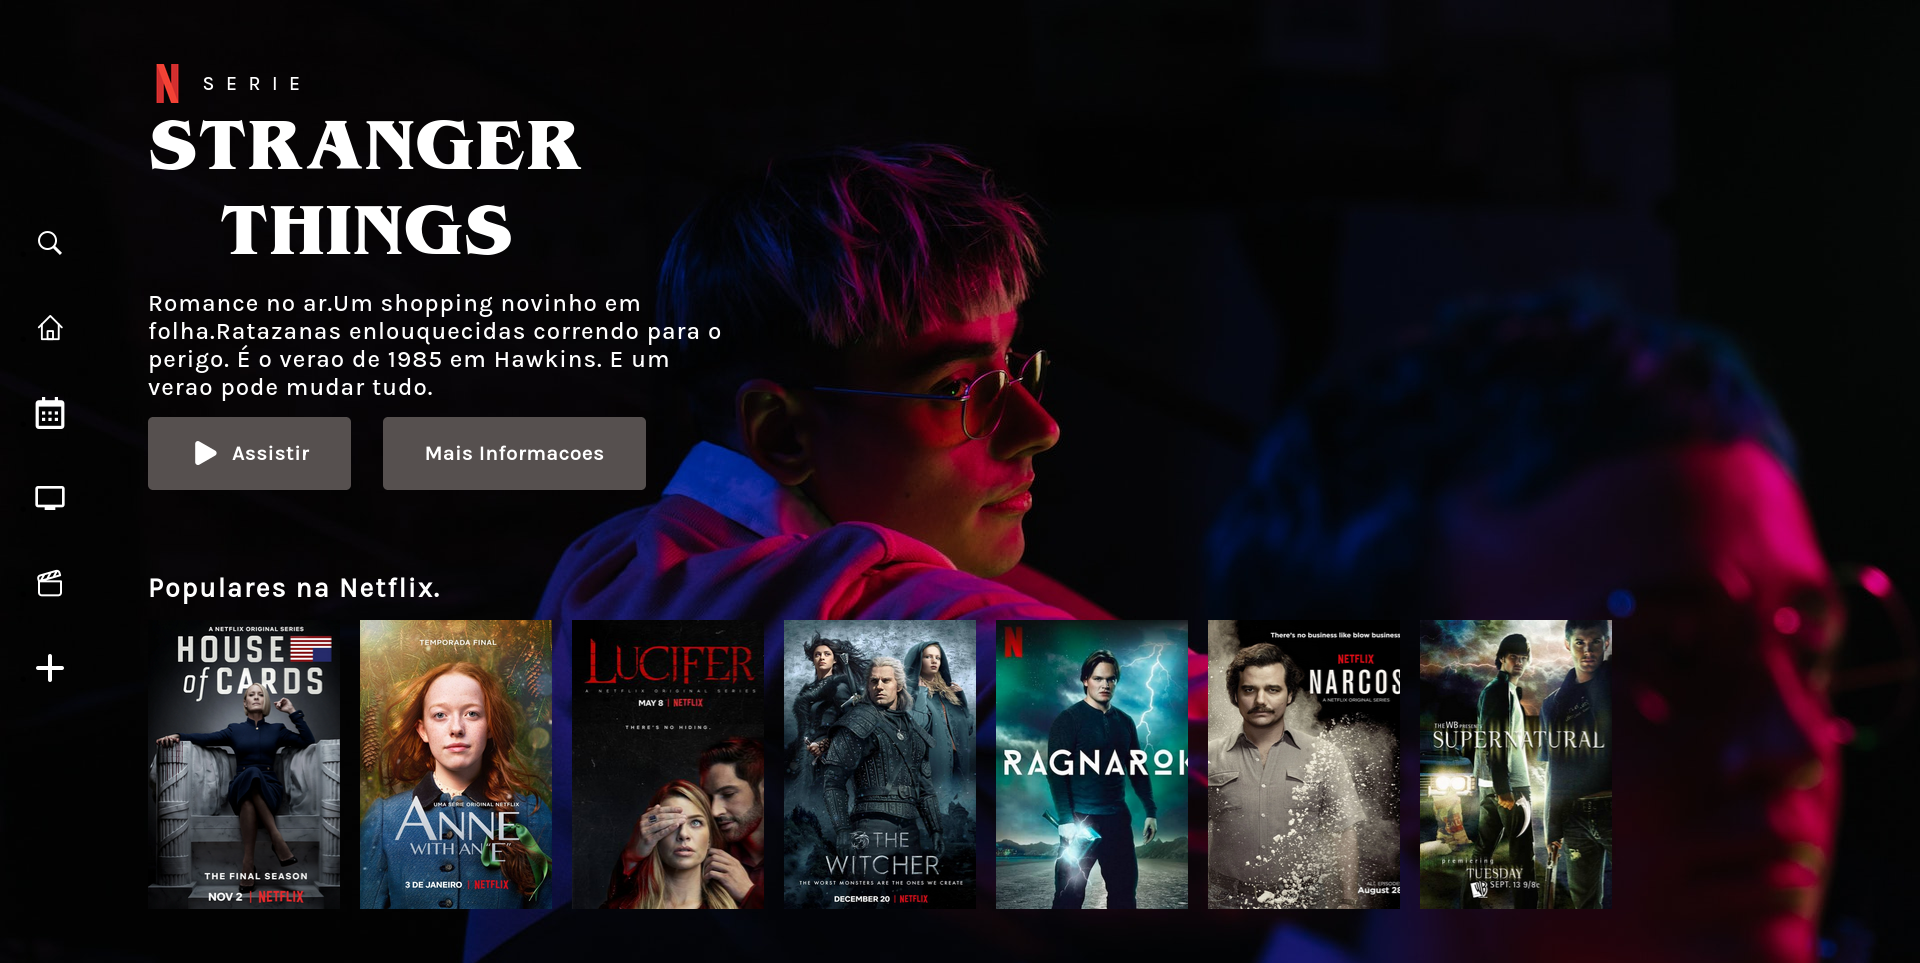 N SERIE
STRANGER
THINGS
Romance no ar.Um shopping novinho em
folha.Ratazanas enlouquecidas correndo para o
perigo. É o verao de 1985 em Hawkins. E um
verao pode mudar tudo.
Assistir
Mais Informacoes
Populares na Netflix.
A NETFLIX ORIGINAL SERIES
HOUSE
of CARDS
THE FINAL SEASON
NOV 2 | NETFLIX
TEMPORADA FINAL
UMA SÉRIE ORIGINAL NETFLIX
ANNE
WITH AN "E"
3 DE JANEIRO | NETFLIX
LUCIFER
A NETFLIX ORIGINAL SERIES
MAY 8 | NETFLIX
THERE'S NO HIDING.
THE
WITCHER
THE WORST MONSTERS ARE THE ONES WE CREATE
DECEMBER 20 | NETFLIX
N
RAGNAROK
There's no business like blow business
NETFLIX
NARCOS
A NETFLIX ORIGINAL SERIES
ALL EPISODE
August 28
THE WB PRESENTS
SUPERNATURAL
premiering
TUESDAY
WB SEPT. 13 9/8c